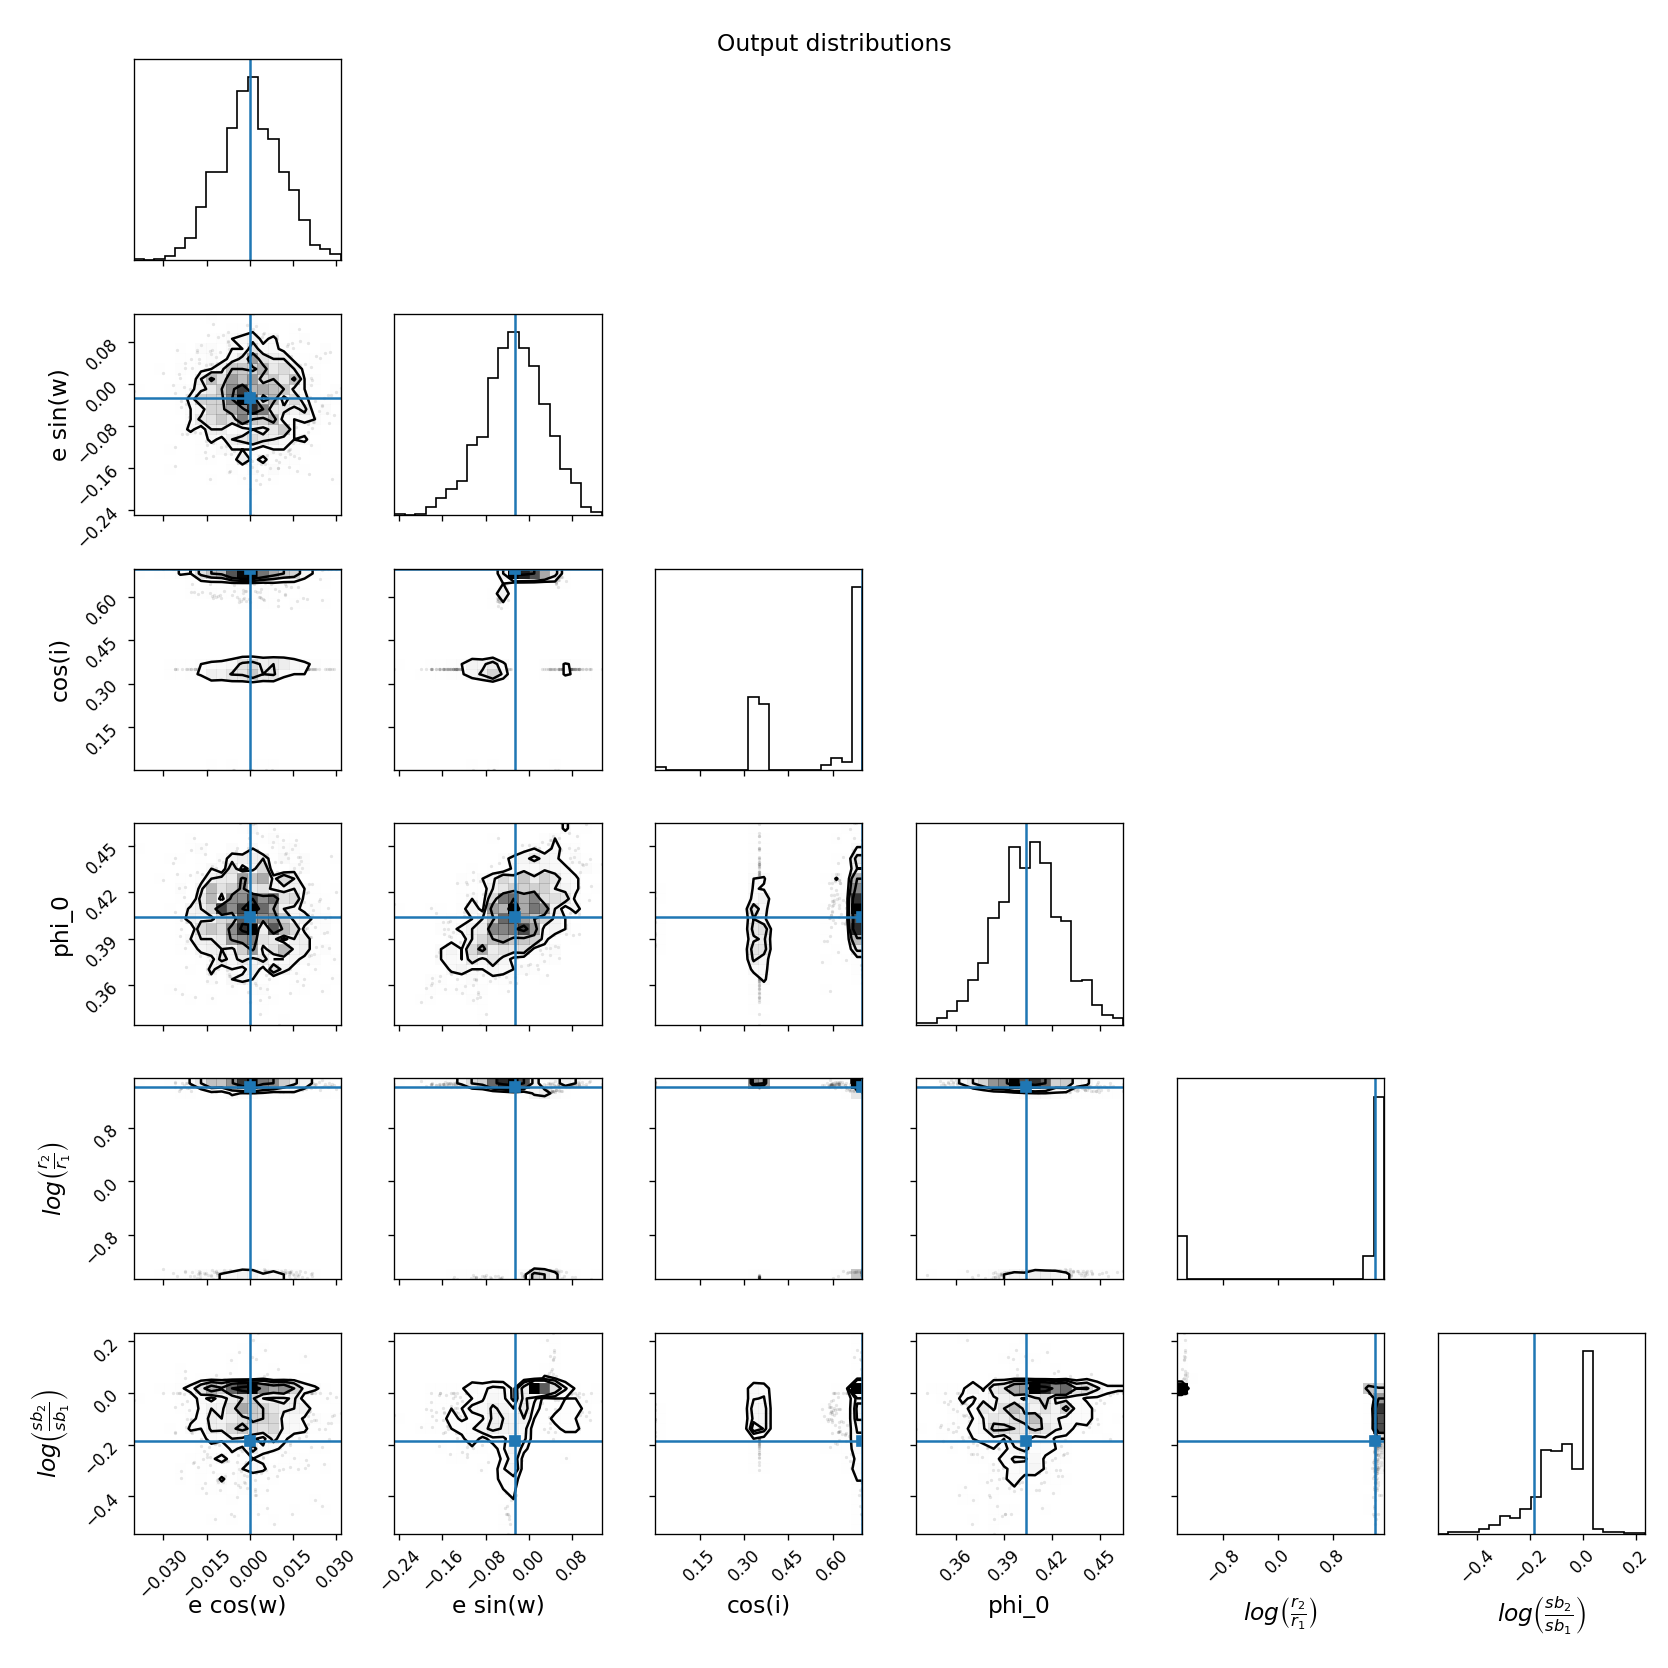 Output distributions
0.08
0.00
−0.08
−0.16
−0.24
e sin(w)
0.60
0.45
0.30
0.15
cos(i)
0.45
0.42
0.39
0.36
phi_0
0.8
0.0
−0.8
log(r₂/r₁)
0.2
0.0
−0.2
−0.4
log(sb₂/sb₁)
−0.030 −0.015 0.000 0.015 0.030
−0.24 −0.16 −0.08 0.00 0.08
0.15 0.30 0.45 0.60
0.36 0.39 0.42 0.45
−0.8 0.0 0.8
−0.4 −0.2 0.0 0.2
e cos(w)
e sin(w)
cos(i)
phi_0
log(r₂/r₁)
log(sb₂/sb₁)